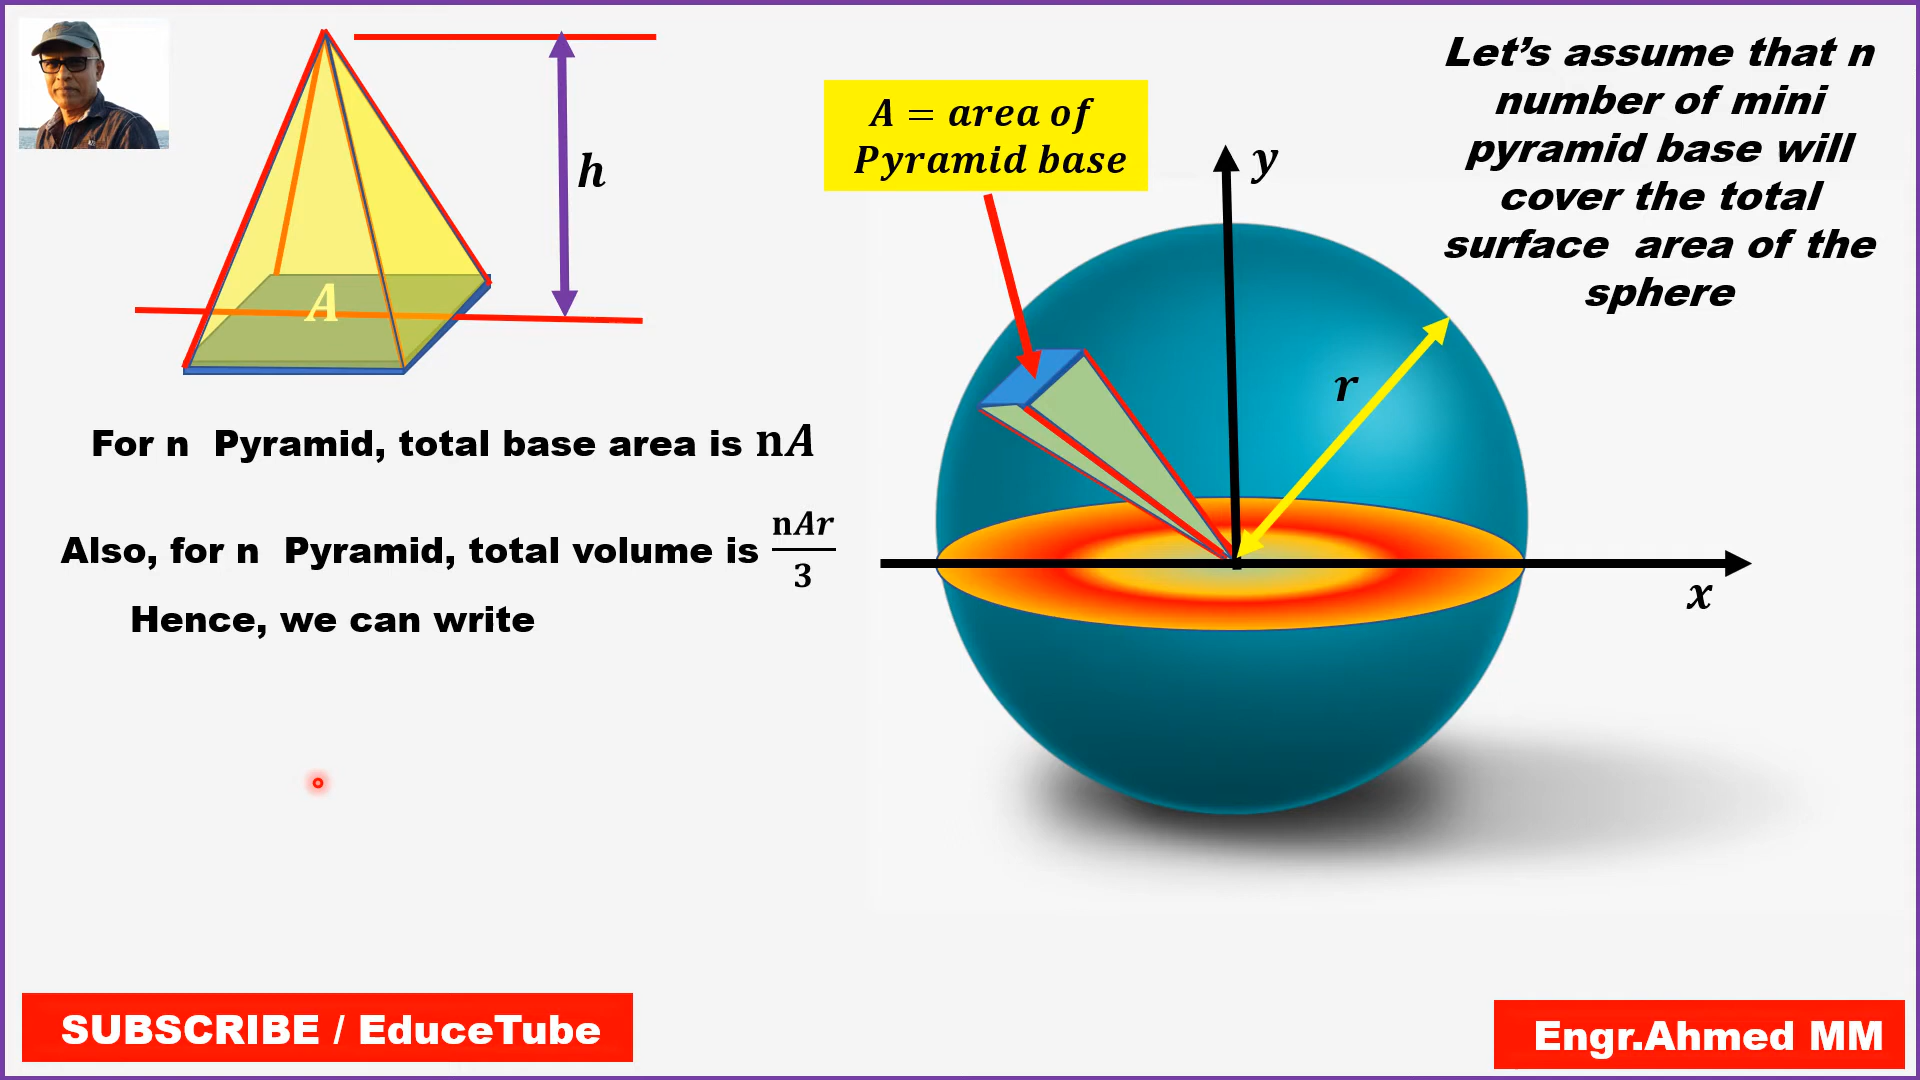 h
A
A = area of
Pyramid base
y
Let’s assume that n
number of mini
pyramid base will
cover the total
surface area of the
sphere
r
x
For n Pyramid, total base area is nA
Also, for n Pyramid, total volume is nAr/3
Hence, we can write
SUBSCRIBE / EduceTube
Engr.Ahmed MM